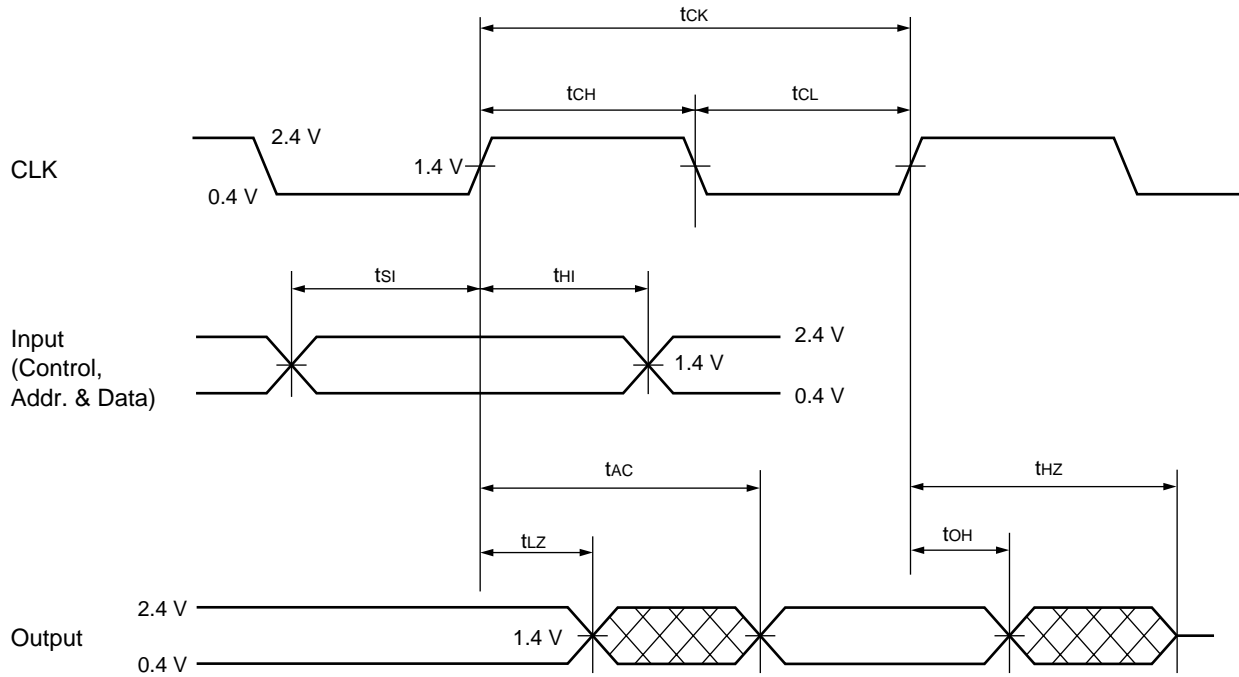 tCK
tCH
tCL
2.4 V
CLK
1.4 V
0.4 V
tSI
tHI
Input
(Control,
Addr. & Data)
2.4 V
1.4 V
0.4 V
tAC
tHZ
tLZ
tOH
2.4 V
Output
1.4 V
0.4 V